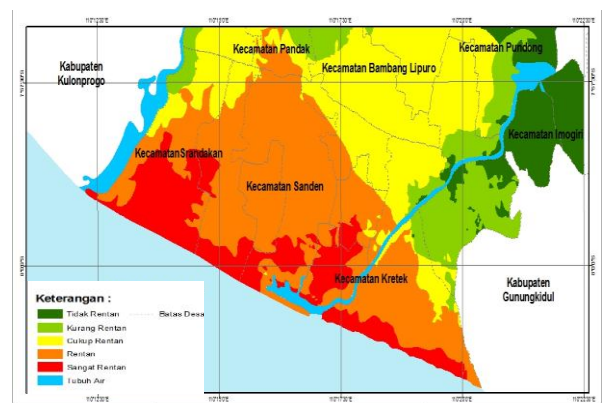 Kecamatan Pandak
Kecamatan Pundong
Kabupaten
Kulonprogo
Kecamatan Bambang Lipuro
Kecamatan Imogiri
KecamatanSrandakan
Kecamatan Sanden
Kecamatan Kretek
Kabupaten
Gunungkidul
Keterangan :
Tidak Rentan
Batas Desa
Kurang Rentan
Cukup Rentan
Rentan
Sangat Rentan
Tubuh Air